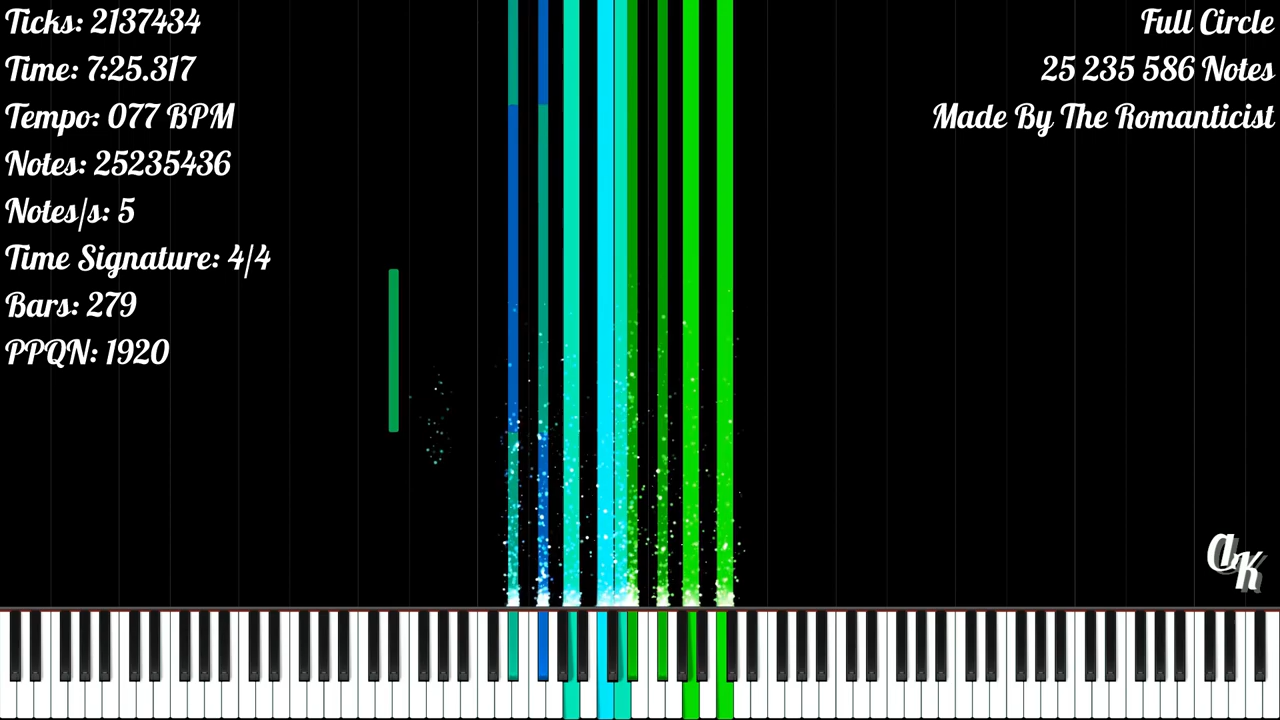 Ticks: 2137434
Time: 7:25.317
Tempo: 077 BPM
Notes: 25235436
Notes/s: 5
Time Signature: 4/4
Bars: 279
PPQN: 1920
Full Circle
25 235 586 Notes
Made By The Romanticist
aK